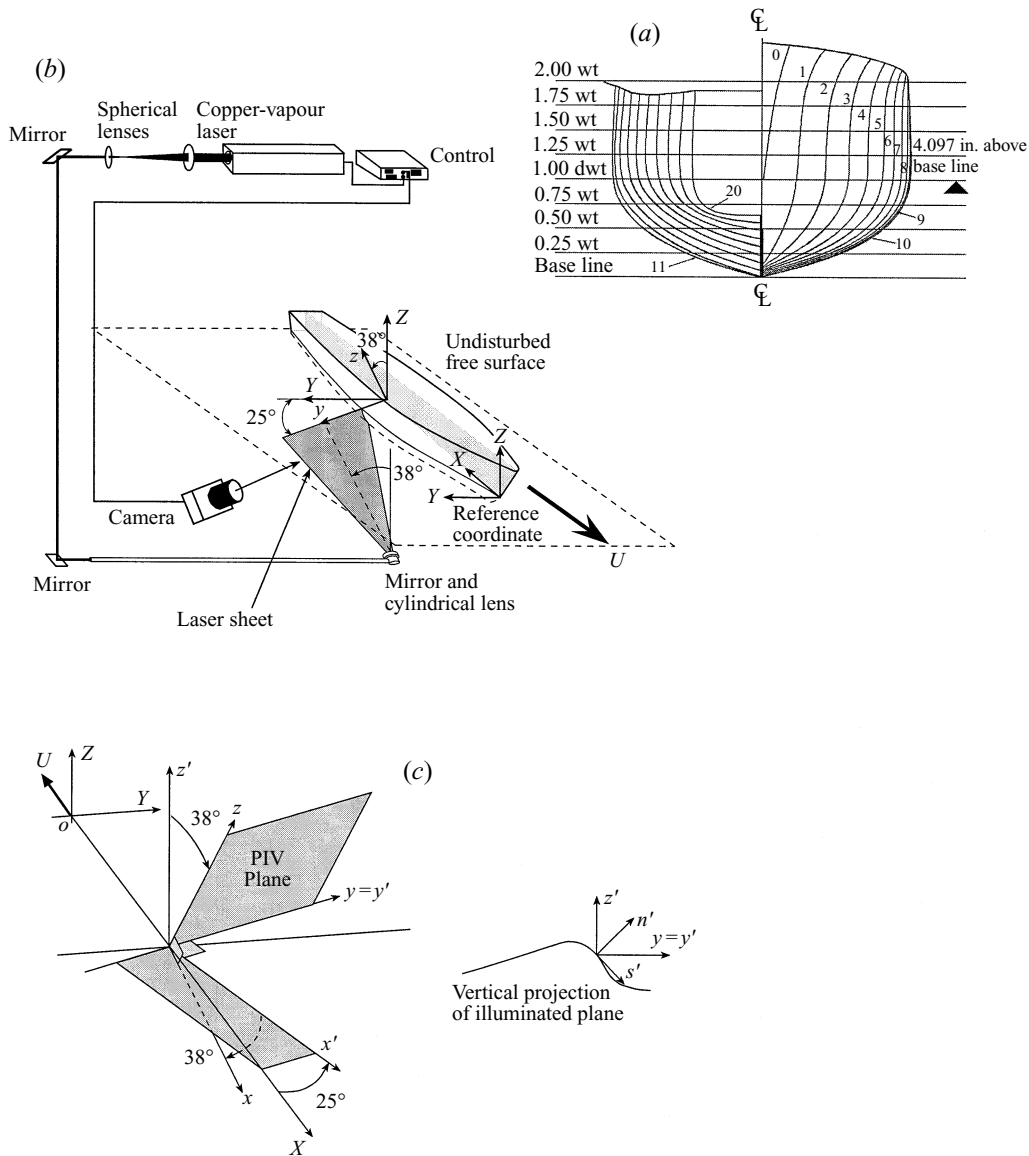 (a)
℄
2.00 wt
1.75 wt
1.50 wt
1.25 wt
1.00 dwt
0.75 wt
0.50 wt
0.25 wt
Base line
0
1
2
3
4
5
6
7
8
4.097 in. above
base line
20
9
10
11
℄
(b)
Mirror
Spherical
lenses
Copper-vapour
laser
Control
Z
38°
z
Undisturbed
free surface
Y
25°
y
Z
X
38°
Y
Camera
Reference
coordinate
U
Mirror
Mirror and
cylindrical lens
Laser sheet
(c)
U
Z
z'
Y
o
38°
z
PIV
Plane
y = y'
38°
x'
x
25°
X
z'
n'
y = y'
s'
Vertical projection
of illuminated plane